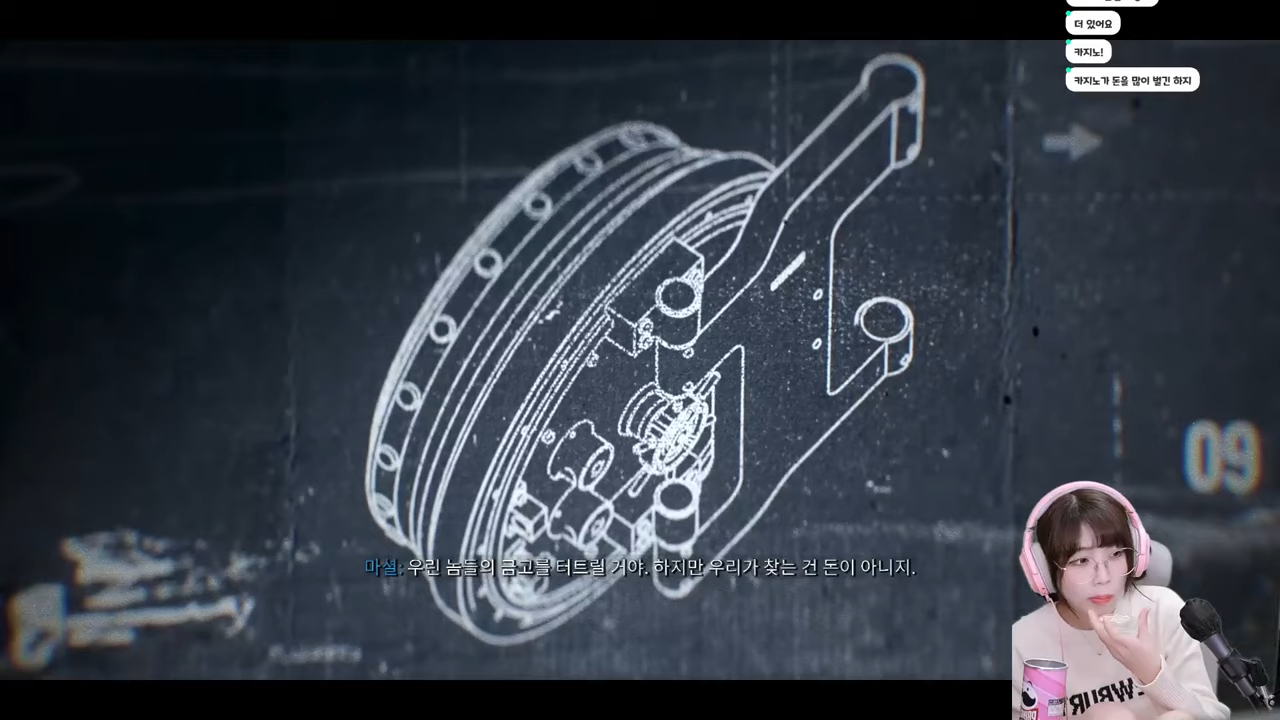 더 있어요
카지노!
카지노가 돈을 많이 벌긴 하지
09
마셜: 우린 놈들의 금고를 터트릴 거야. 하지만 우리가 찾는 건 돈이 아니지.